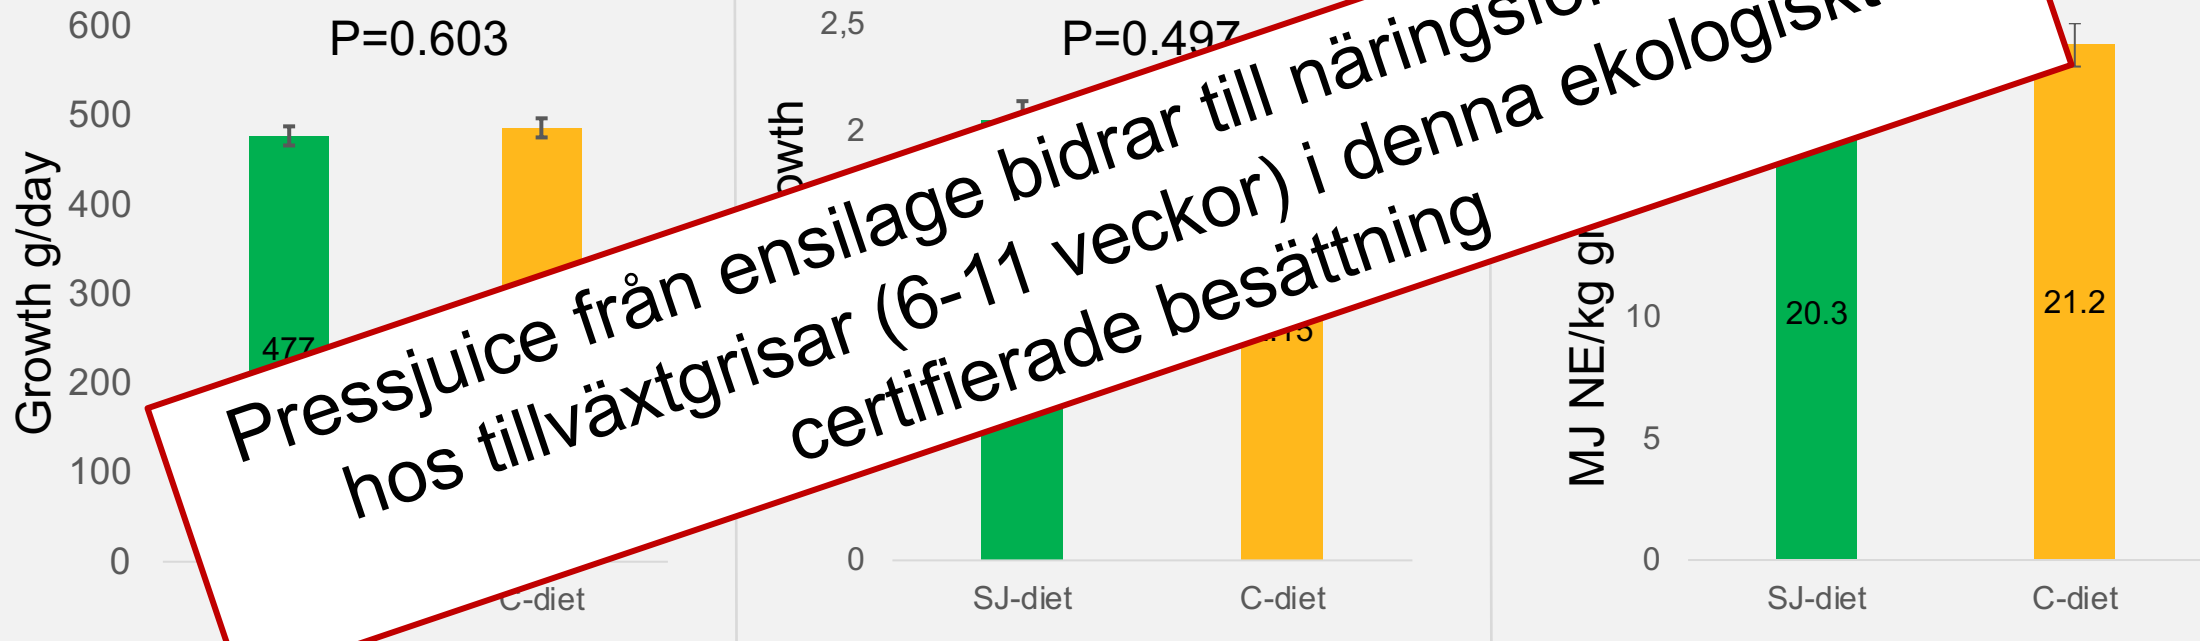 P=0.603
600
500
400
300
200
100
0
Growth g/day
477
C-diet
P=0.497
2,5
2
0
SJ-diet
C-diet
MJ NE/kg
10
5
0
20.3
21.2
SJ-diet
C-diet
Pressjuice från ensilage bidrar till
hos tillväxtgrisar (6-11 veckor) i denna ekologiskt
certifierade besättning